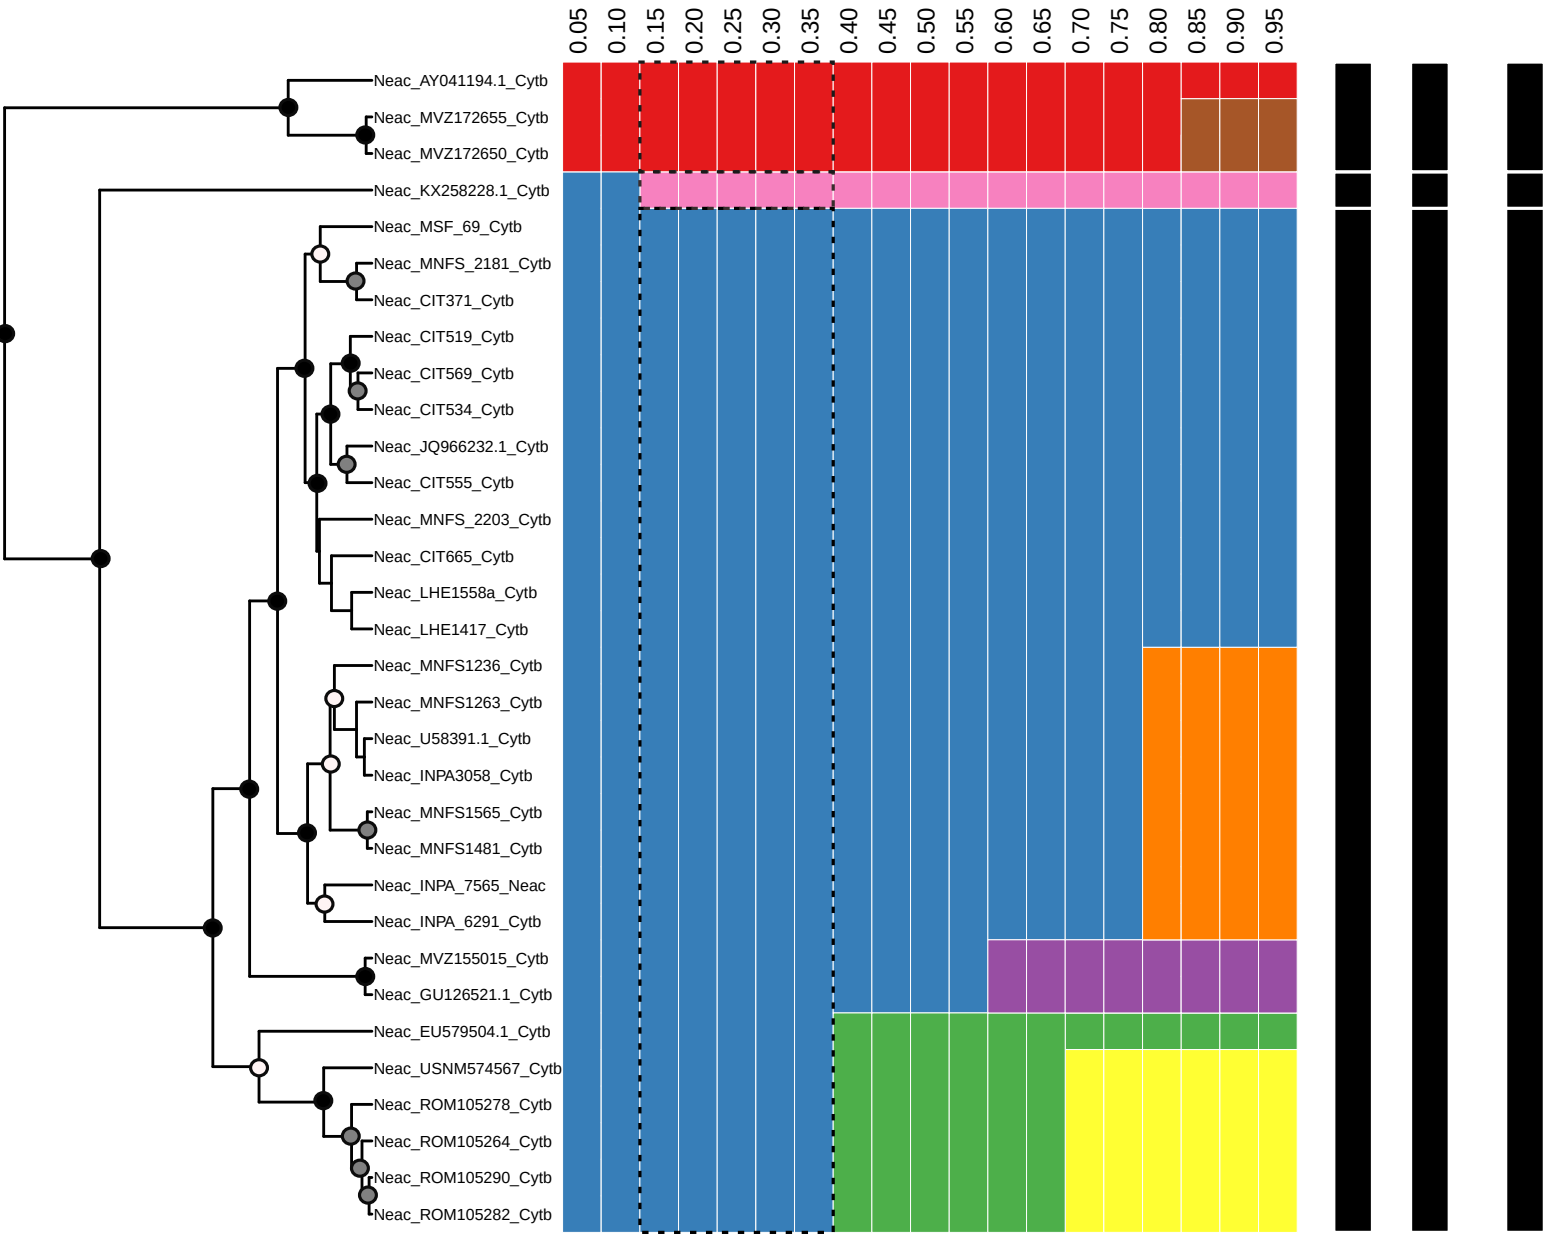 0.05 0.10 0.15 0.20 0.25 0.30 0.35 0.40 0.45 0.50 0.55 0.60 0.65 0.70 0.75 0.80 0.85 0.90 0.95
Neac_AY041194.1_Cytb
Neac_MVZ172655_Cytb
Neac_MVZ172650_Cytb
Neac_KX258228.1_Cytb
Neac_MSF_69_Cytb
Neac_MNFS_2181_Cytb
Neac_CIT371_Cytb
Neac_CIT519_Cytb
Neac_CIT569_Cytb
Neac_CIT534_Cytb
Neac_JQ966232.1_Cytb
Neac_CIT555_Cytb
Neac_MNFS_2203_Cytb
Neac_CIT665_Cytb
Neac_LHE1558a_Cytb
Neac_LHE1417_Cytb
Neac_MNFS1236_Cytb
Neac_MNFS1263_Cytb
Neac_U58391.1_Cytb
Neac_INPA3058_Cytb
Neac_MNFS1565_Cytb
Neac_MNFS1481_Cytb
Neac_INPA_7565_Neac
Neac_INPA_6291_Cytb
Neac_MVZ155015_Cytb
Neac_GU126521.1_Cytb
Neac_EU579504.1_Cytb
Neac_USNM574567_Cytb
Neac_ROM105278_Cytb
Neac_ROM105264_Cytb
Neac_ROM105290_Cytb
Neac_ROM105282_Cytb